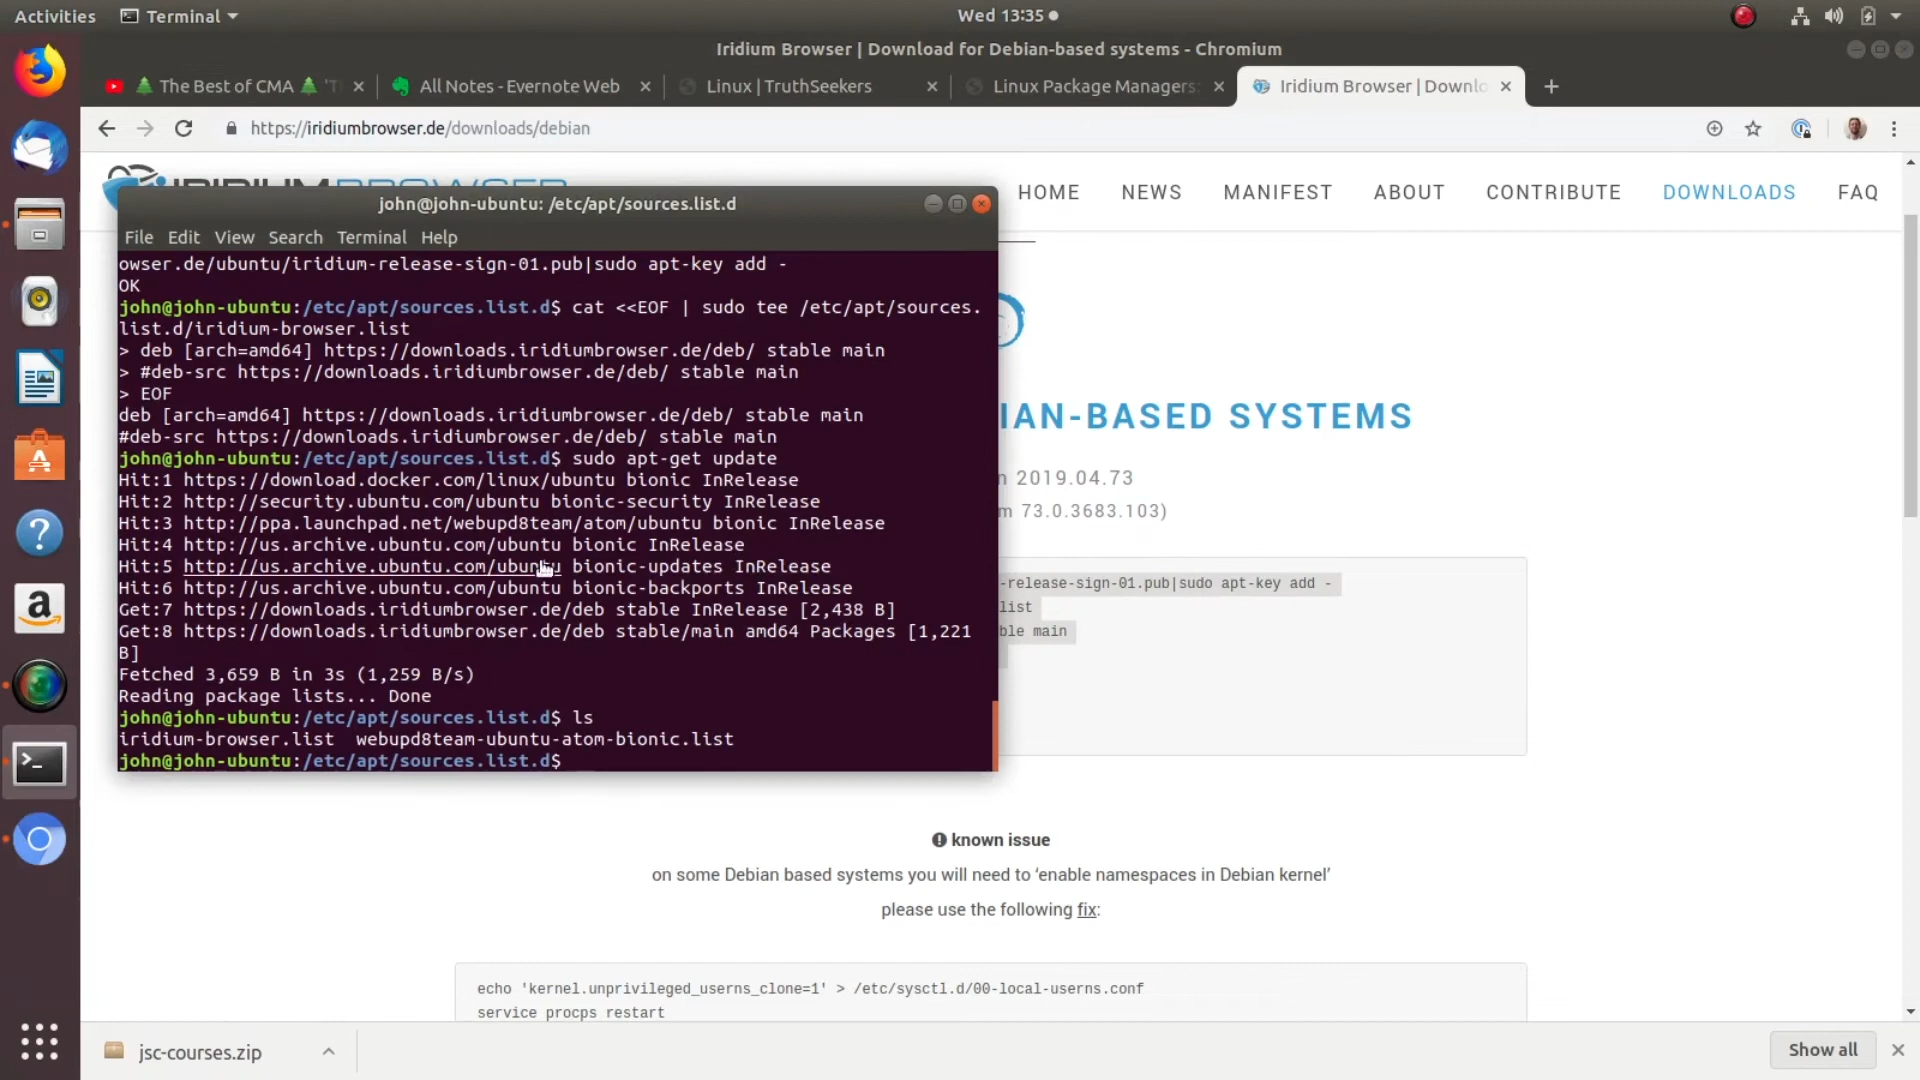 Activities
Terminal
Wed 13:35
Iridium Browser | Download for Debian-based systems - Chromium
The Best of CMA
All Notes - Evernote Web
Linux | TruthSeekers
Linux Package Managers:
Iridium Browser | Downlo
https://iridiumbrowser.de/downloads/debian
HOME NEWS MANIFEST ABOUT CONTRIBUTE DOWNLOADS FAQ
john@john-ubuntu: /etc/apt/sources.list.d
File Edit View Search Terminal Help
owser.de/ubuntu/iridium-release-sign-01.pub|sudo apt-key add -
OK
john@john-ubuntu:/etc/apt/sources.list.d$ cat <<EOF | sudo tee /etc/apt/sources.
list.d/iridium-browser.list
> deb [arch=amd64] https://downloads.iridiumbrowser.de/deb/ stable main
> #deb-src https://downloads.iridiumbrowser.de/deb/ stable main
> EOF
deb [arch=amd64] https://downloads.iridiumbrowser.de/deb/ stable main
#deb-src https://downloads.iridiumbrowser.de/deb/ stable main
john@john-ubuntu:/etc/apt/sources.list.d$ sudo apt-get update
Hit:1 https://download.docker.com/linux/ubuntu bionic InRelease
Hit:2 http://security.ubuntu.com/ubuntu bionic-security InRelease
Hit:3 http://ppa.launchpad.net/webupd8team/atom/ubuntu bionic InRelease
Hit:4 http://us.archive.ubuntu.com/ubuntu bionic InRelease
Hit:5 http://us.archive.ubuntu.com/ubuntu bionic-updates InRelease
Hit:6 http://us.archive.ubuntu.com/ubuntu bionic-backports InRelease
Get:7 https://downloads.iridiumbrowser.de/deb stable InRelease [2,438 B]
Get:8 https://downloads.iridiumbrowser.de/deb stable/main amd64 Packages [1,221
B]
Fetched 3,659 B in 3s (1,259 B/s)
Reading package lists... Done
john@john-ubuntu:/etc/apt/sources.list.d$ ls
iridium-browser.list webupd8team-ubuntu-atom-bionic.list
john@john-ubuntu:/etc/apt/sources.list.d$
IAN-BASED SYSTEMS
n 2019.04.73
m 73.0.3683.103)
-release-sign-01.pub|sudo apt-key add -
list
ble main
known issue
on some Debian based systems you will need to ‘enable namespaces in Debian kernel’
please use the following fix:
echo 'kernel.unprivileged_userns_clone=1' > /etc/sysctl.d/00-local-userns.conf
service procps restart
jsc-courses.zip
Show all